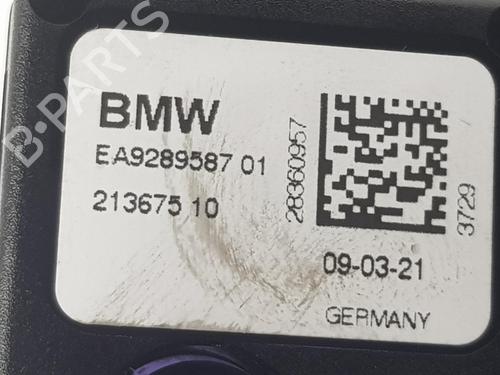 B-PARTS
BMW
EA9289587 01
213675 10
28360957
3729
09-03-21
GERMANY